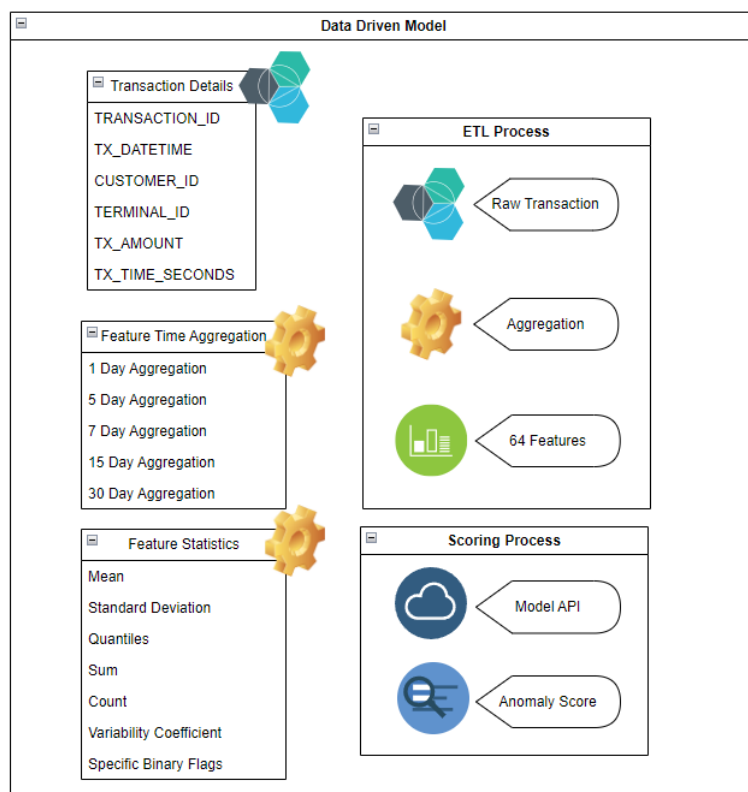 Data Driven Model
Transaction Details
TRANSACTION_ID
TX_DATETIME
CUSTOMER_ID
TERMINAL_ID
TX_AMOUNT
TX_TIME_SECONDS
Feature Time Aggregation
1 Day Aggregation
5 Day Aggregation
7 Day Aggregation
15 Day Aggregation
30 Day Aggregation
Feature Statistics
Mean
Standard Deviation
Quantiles
Sum
Count
Variability Coefficient
Specific Binary Flags
ETL Process
Raw Transaction
Aggregation
64 Features
Scoring Process
Model API
Anomaly Score